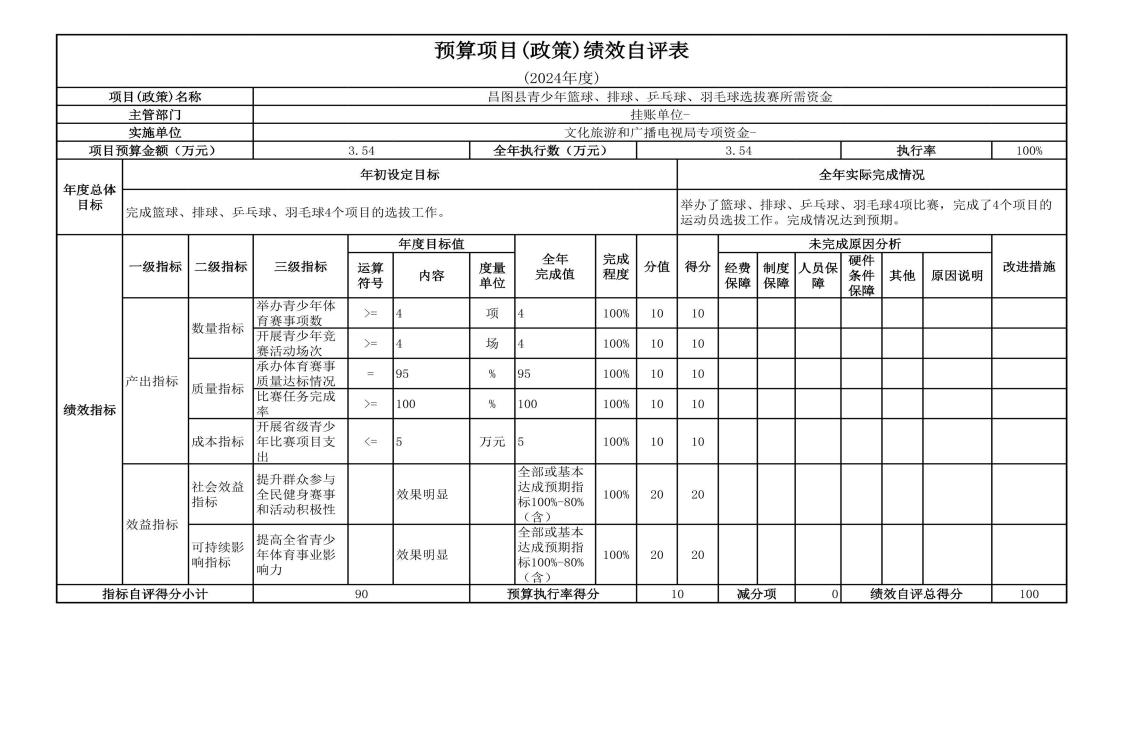 预算项目(政策)绩效自评表
(2024年度)
项目(政策)名称 昌图县青少年篮球、排球、乒乓球、羽毛球选拔赛所需资金
主管部门 挂账单位-
实施单位 文化旅游和广播电视局专项资金-
项目预算金额（万元） 3.54 全年执行数（万元） 3.54 执行率 100%
年度总体
目标
年初设定目标 全年实际完成情况
完成篮球、排球、乒乓球、羽毛球4个项目的选拔工作。
举办了篮球、排球、乒乓球、羽毛球4项比赛，完成了4个项目的
运动员选拔工作。完成情况达到预期。
绩效指标
一级指标 二级指标 三级指标
年度目标值
运算
符号
内容
度量
单位
全年
完成值
完成
程度
分值 得分
未完成原因分析
经费
保障
制度
保障
人员保
障
硬件
条件
保障
其他 原因说明
改进措施
产出指标
数量指标
举办青少年体
育赛事项数
>= 4 项 4 100% 10 10
开展青少年竞
赛活动场次
>= 4 场 4 100% 10 10
质量指标
承办体育赛事
质量达标情况
= 95 % 95 100% 10 10
比赛任务完成
率
>= 100 % 100 100% 10 10
成本指标
开展省级青少
年比赛项目支
出
<= 5 万元 5 100% 10 10
效益指标
社会效益
指标
提升群众参与
全民健身赛事
和活动积极性
效果明显
全部或基本
达成预期指
标100%-80%
（含）
100% 20 20
可持续影
响指标
提高全省青少
年体育事业影
响力
效果明显
全部或基本
达成预期指
标100%-80%
（含）
100% 20 20
指标自评得分小计 90 预算执行率得分 10 减分项 0 绩效自评总得分 100